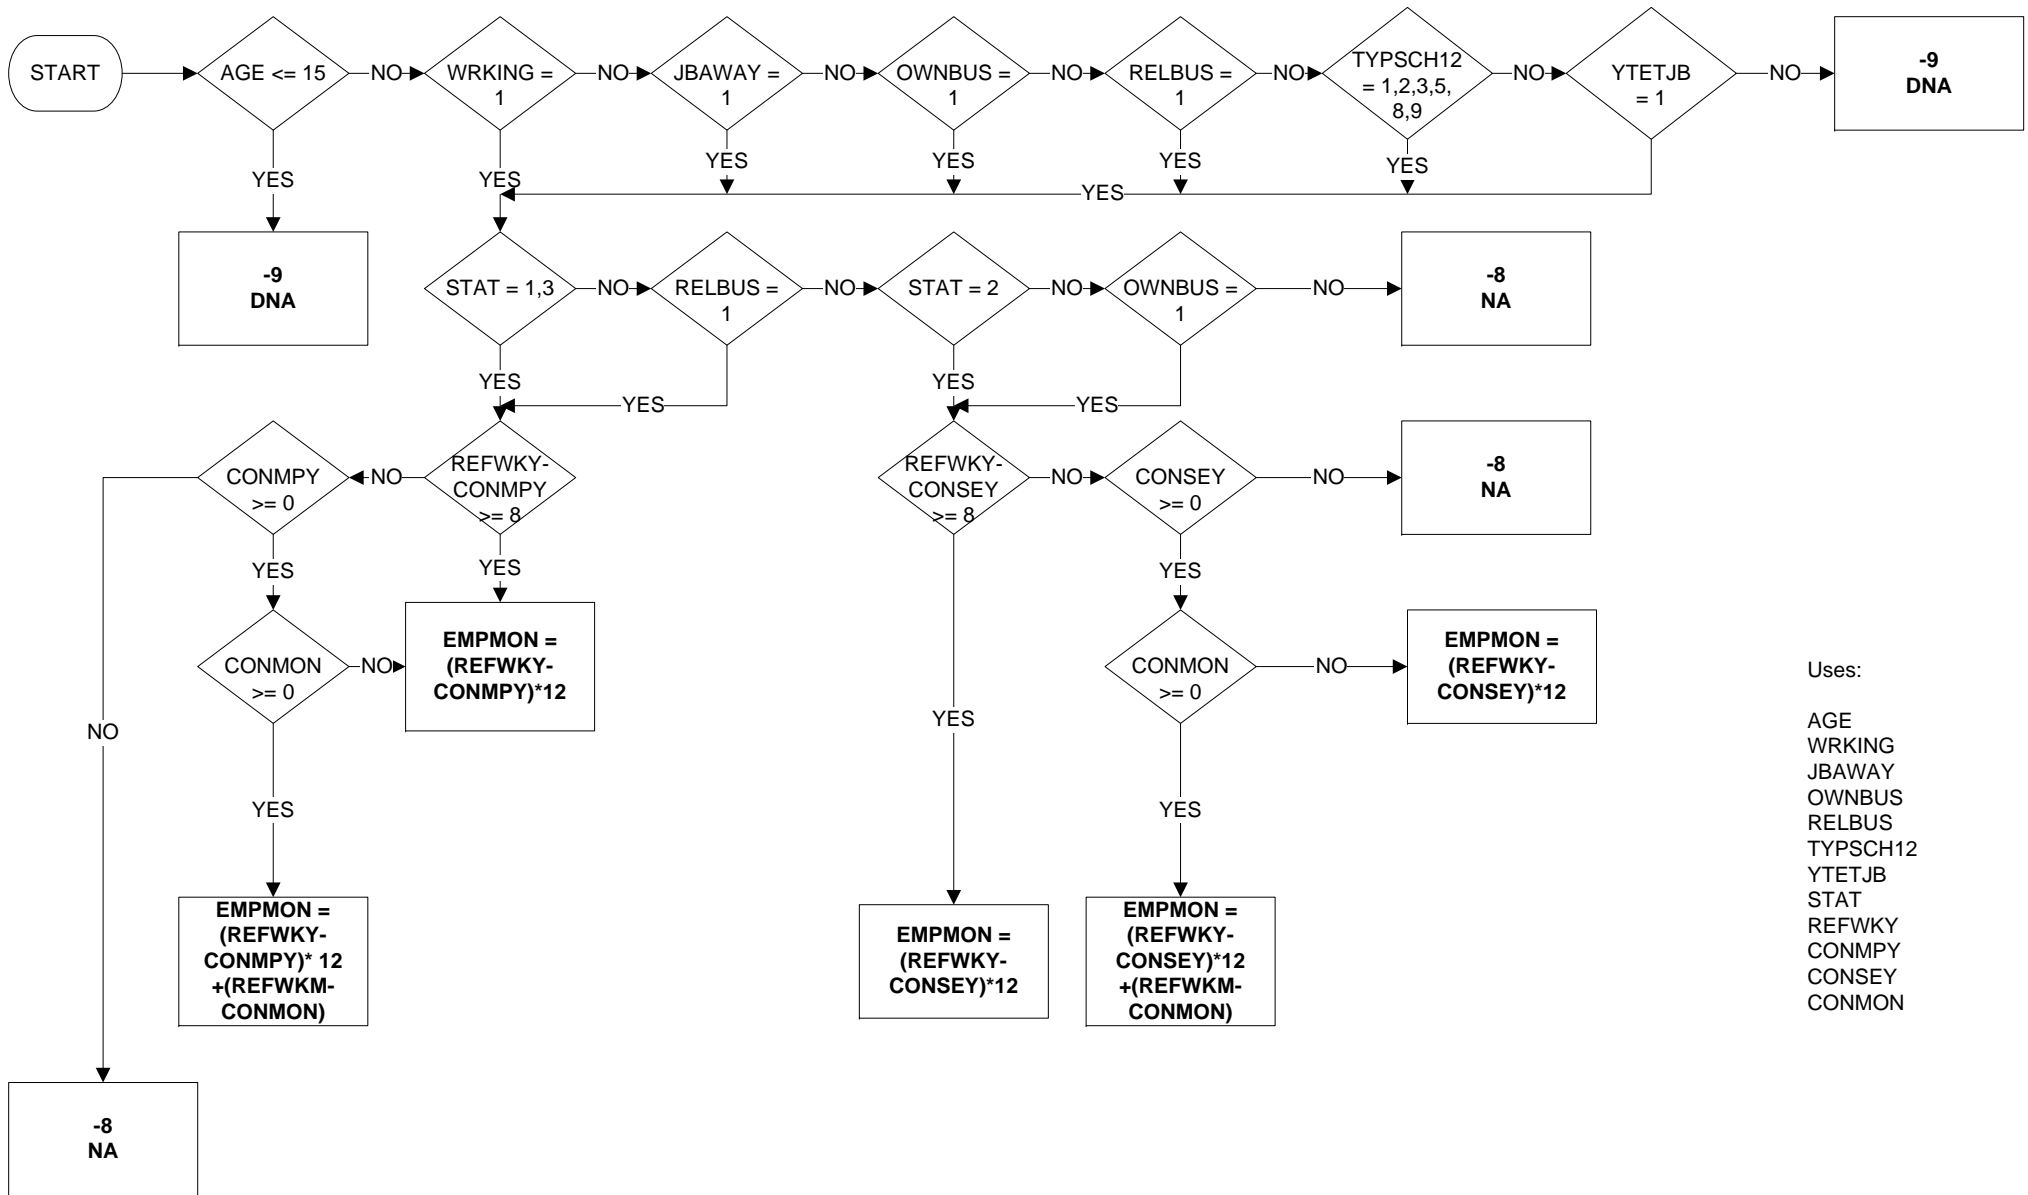 START
AGE <= 15
NO
WRKING =
1
NO
JBAWAY =
1
NO
OWNBUS =
1
NO
RELBUS =
1
NO
TYPSCH12
= 1,2,3,5,
8,9
NO
YTETJB
= 1
NO
-9
DNA
YES
YES
YES
YES
YES
YES
YES
-9
DNA
STAT = 1,3
NO
RELBUS =
1
NO
STAT = 2
NO
OWNBUS =
1
NO
-8
NA
YES
YES
YES
YES
CONMPY
>= 0
NO
REFWKY-
CONMPY
>= 8
REFWKY-
CONSEY
>= 8
NO
CONSEY
>= 0
NO
-8
NA
YES
YES
YES
CONMON
>= 0
NO
EMPMON =
(REFWKY-
CONMPY)*12
CONMON
>= 0
NO
EMPMON =
(REFWKY-
CONSEY)*12
NO
YES
YES
YES
EMPMON =
(REFWKY-
CONMPY)* 12
+(REFWKM-
CONMON)
EMPMON =
(REFWKY-
CONSEY)*12
EMPMON =
(REFWKY-
CONSEY)*12
+(REFWKM-
CONMON)
-8
NA
Uses:
AGE
WRKING
JBAWAY
OWNBUS
RELBUS
TYPSCH12
YTETJB
STAT
REFWKY
CONMPY
CONSEY
CONMON